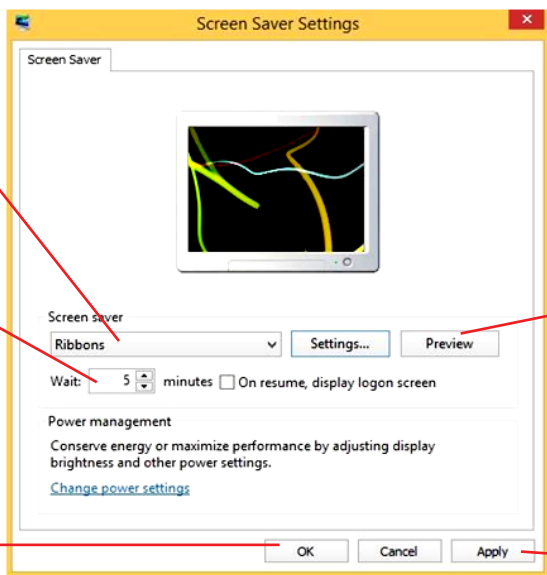 Screen Saver Settings
Screen Saver
Screen saver
Ribbons
Settings...
Preview
Wait: 5 minutes On resume, display logon screen
Power management
Conserve energy or maximize performance by adjusting display
brightness and other power settings.
Change power settings
OK
Cancel
Apply